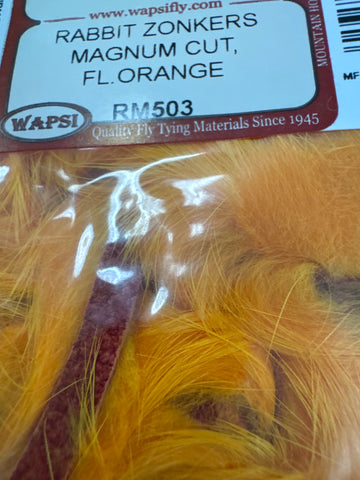 www.wapsifly.com
RABBIT ZONKERS
MAGNUM CUT,
FL.ORANGE
RM503
WAPSI
Quality Fly Tying Materials Since 1945
MOUNTAIN HO
MF